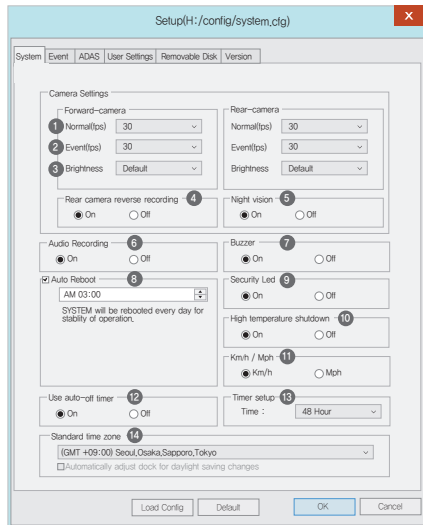 Setup(H:/config/system.cfg)
X
System Event ADAS User Settings Removable Disk Version
Camera Settings
Forward-camera
1 Normal(fps) 30
2 Event(fps) 30
3 Brightness Default
Rear-camera
Normal(fps) 30
Event(fps) 30
Brightness Default
Rear camera reverse recording 4
On Off
Night vision 5
On Off
Audio Recording 6
On Off
Buzzer 7
On Off
Auto Reboot 8
AM 03:00
SYSTEM will be rebooted every day for
stablity of operation.
Security Led 9
On Off
High temperature shutdown 10
On Off
Km/h / Mph 11
Km/h Mph
Use auto-off timer 12
On Off
Timer setup 13
Time : 48 Hour
Standard time zone 14
(GMT +09:00) Seoul,Osaka,Sapporo,Tokyo
Automatically adjust dock for daylight saving changes
Load Config Default OK Cancel